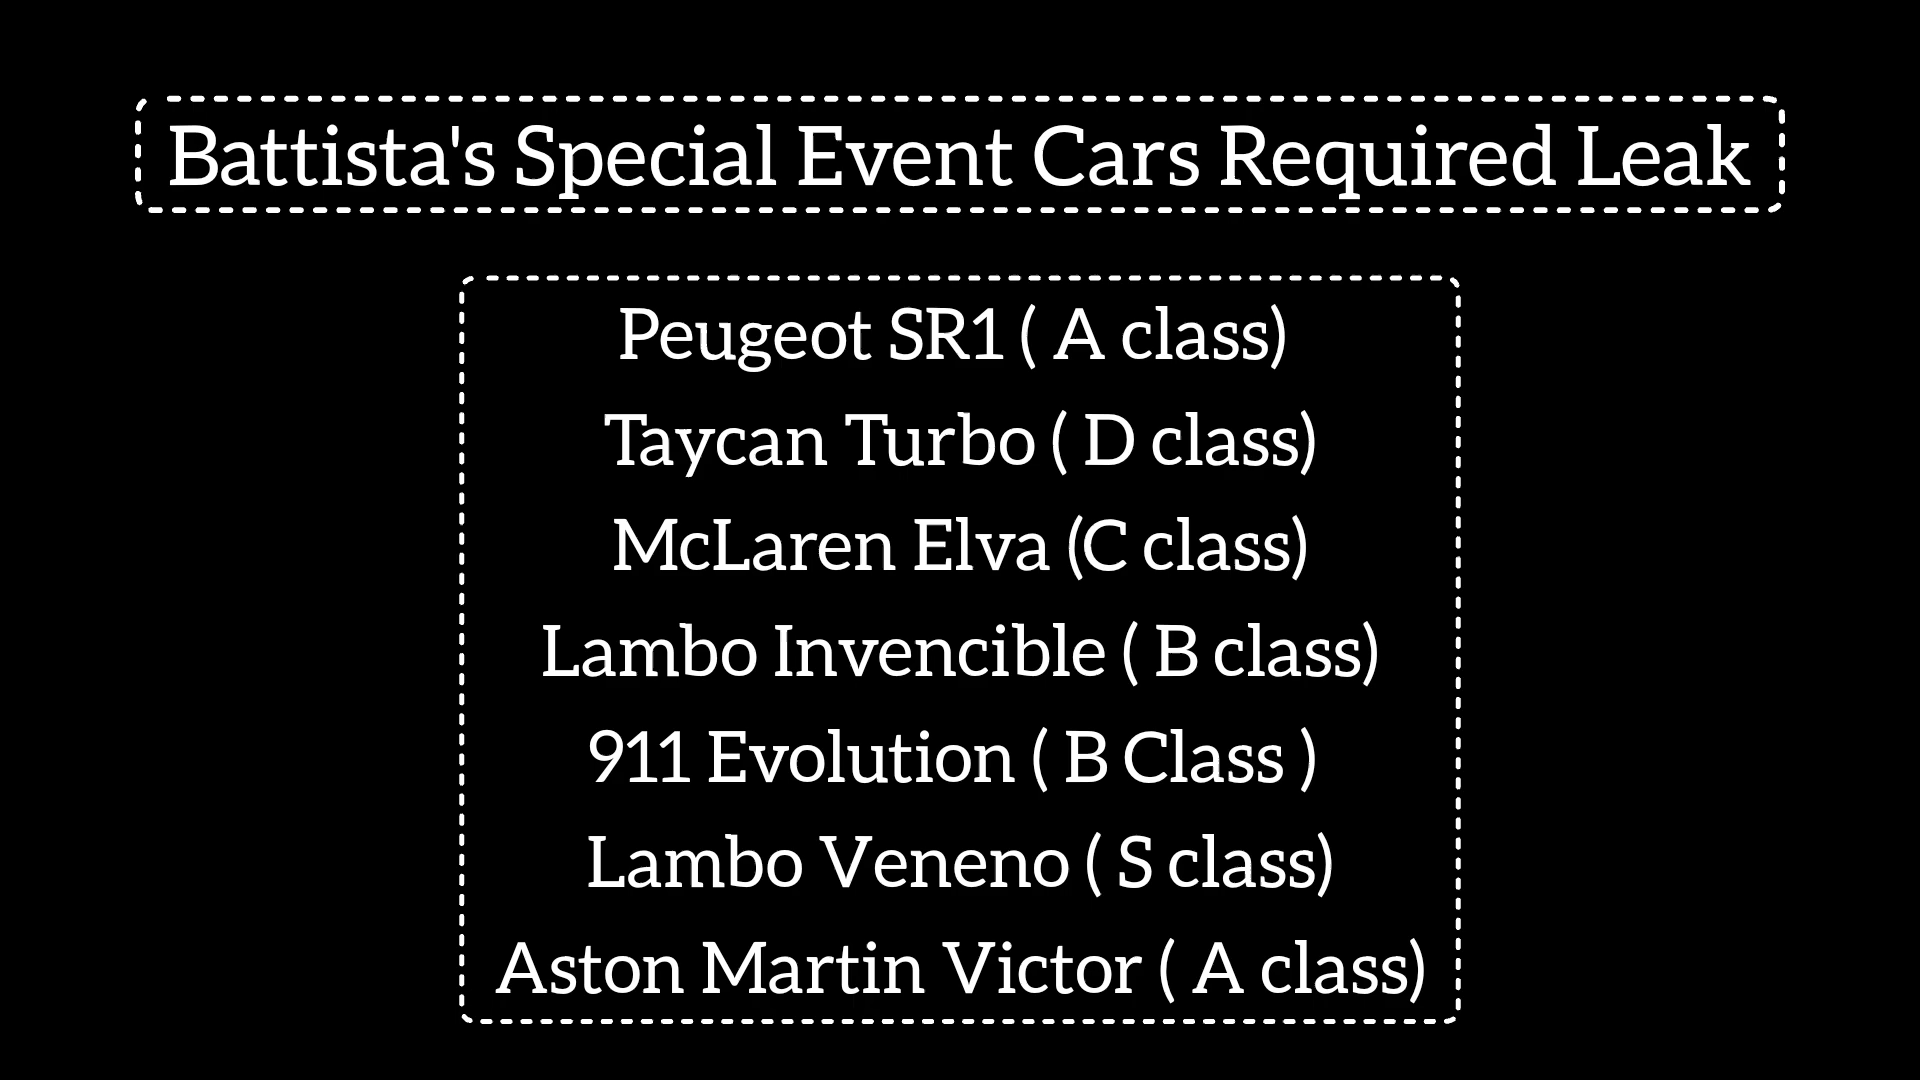 Battista's Special Event Cars Required Leak
Peugeot SR1 ( A class)
Taycan Turbo ( D class)
McLaren Elva (C class)
Lambo Invencible ( B class)
911 Evolution ( B Class )
Lambo Veneno ( S class)
Aston Martin Victor ( A class)